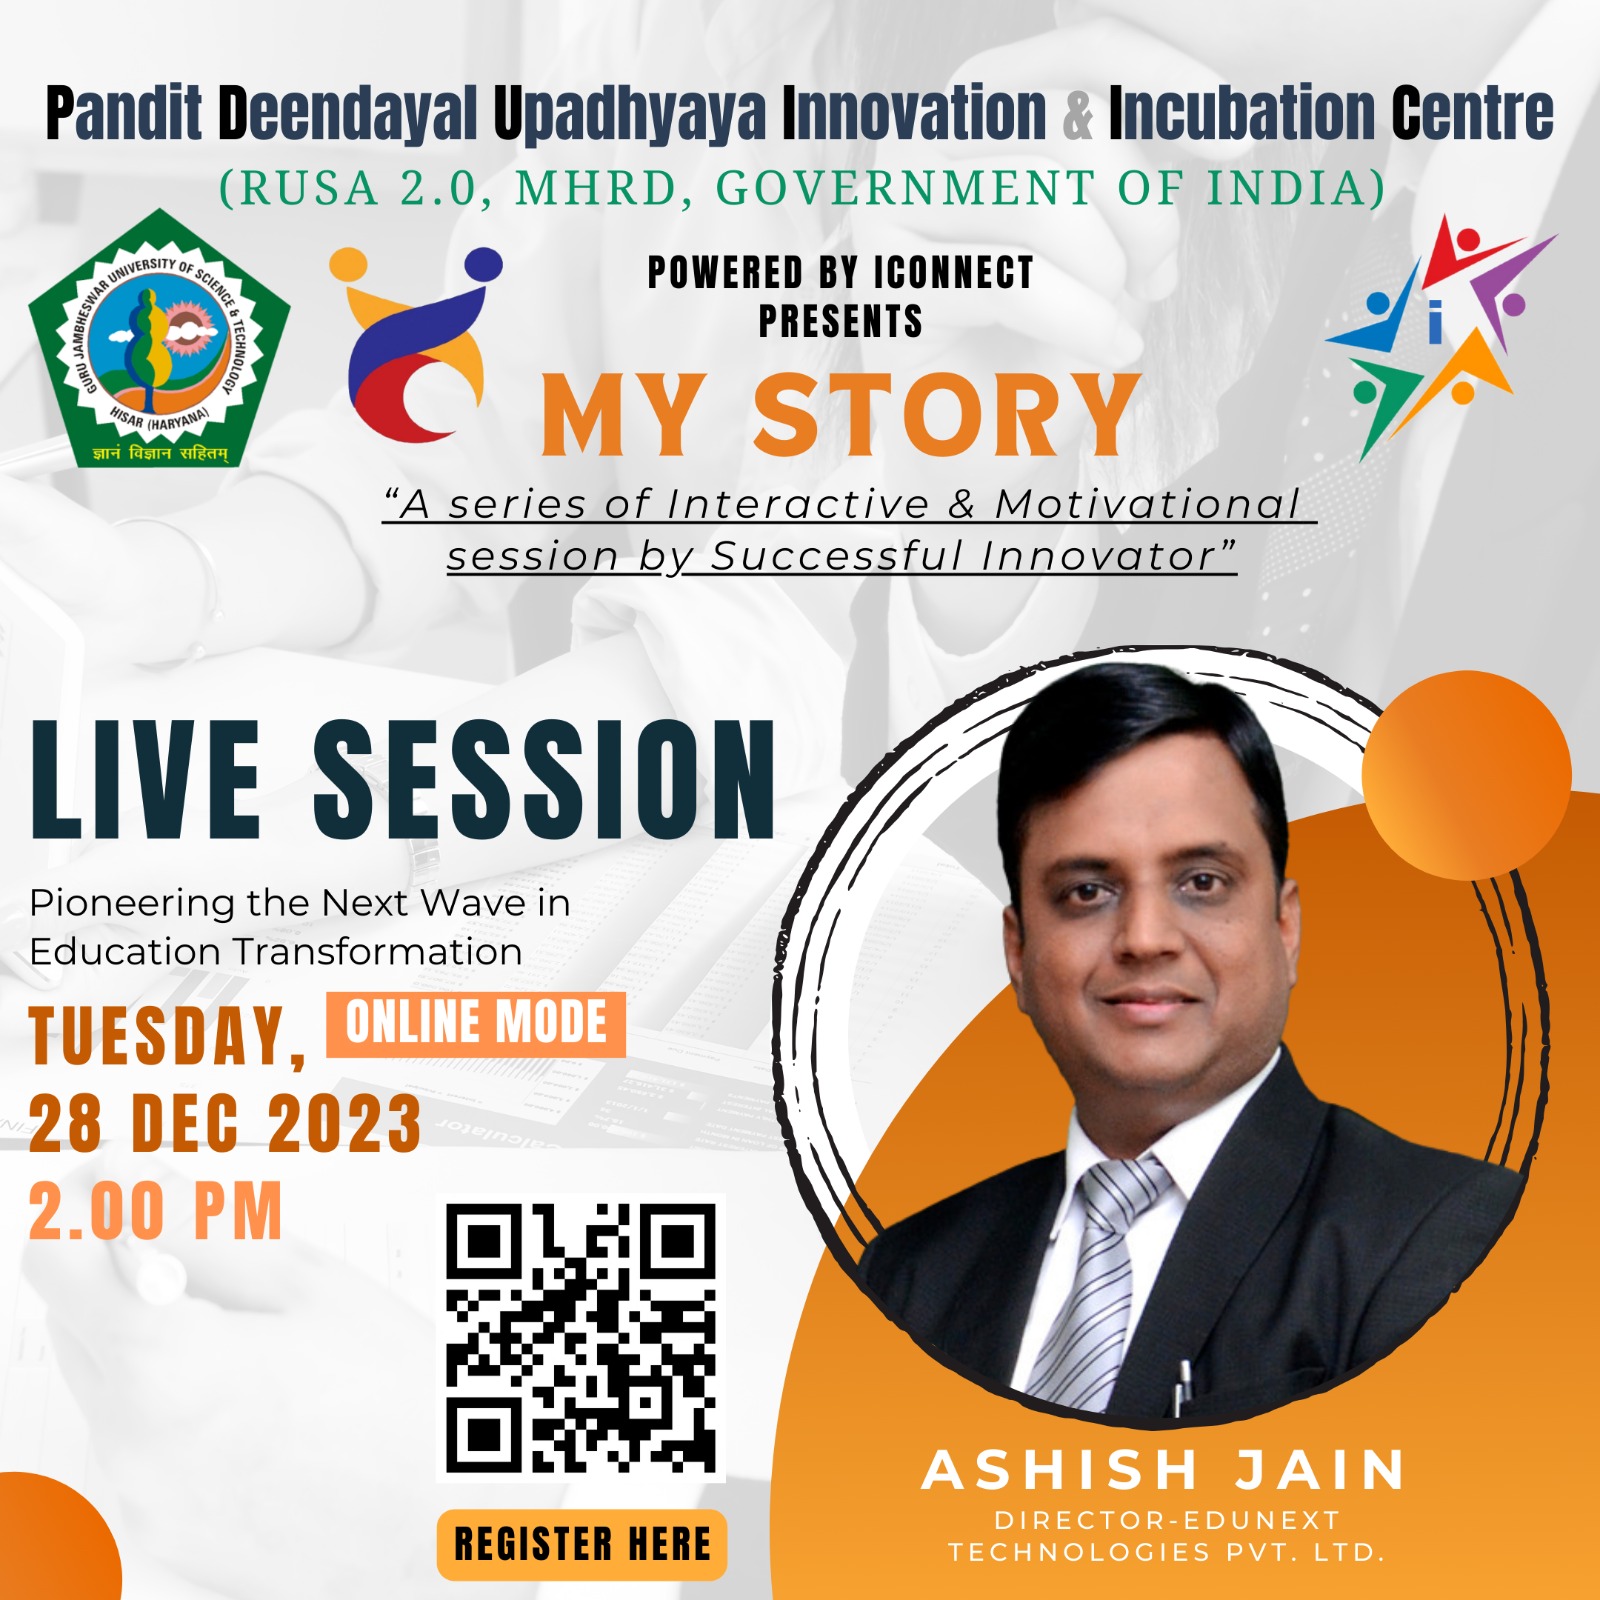 Pandit Deendayal Upadhyaya Innovation & Incubation Centre
(RUSA 2.0, MHRD, GOVERNMENT OF INDIA)
GURU JAMBHESHWAR UNIVERSITY OF SCIENCE & TECHNOLOGY
HISAR (HARYANA)
ज्ञानं विज्ञान सहितम्
POWERED BY ICONNECT
PRESENTS
i
MY STORY
“A series of Interactive & Motivational
session by Successful Innovator”
LIVE SESSION
Pioneering the Next Wave in
Education Transformation
TUESDAY,
ONLINE MODE
28 DEC 2023
2.00 PM
REGISTER HERE
ASHISH JAIN
DIRECTOR-EDUNEXT
TECHNOLOGIES PVT. LTD.